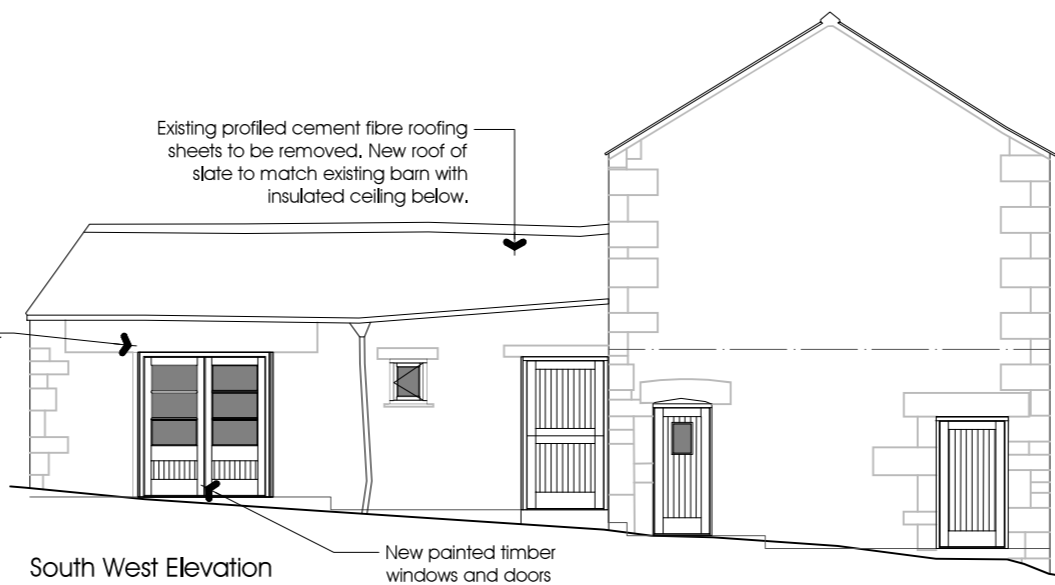 Existing profiled cement fibre roofing
sheets to be removed. New roof of
slate to match existing barn with
insulated ceiling below.
South West Elevation
New painted timber
windows and doors